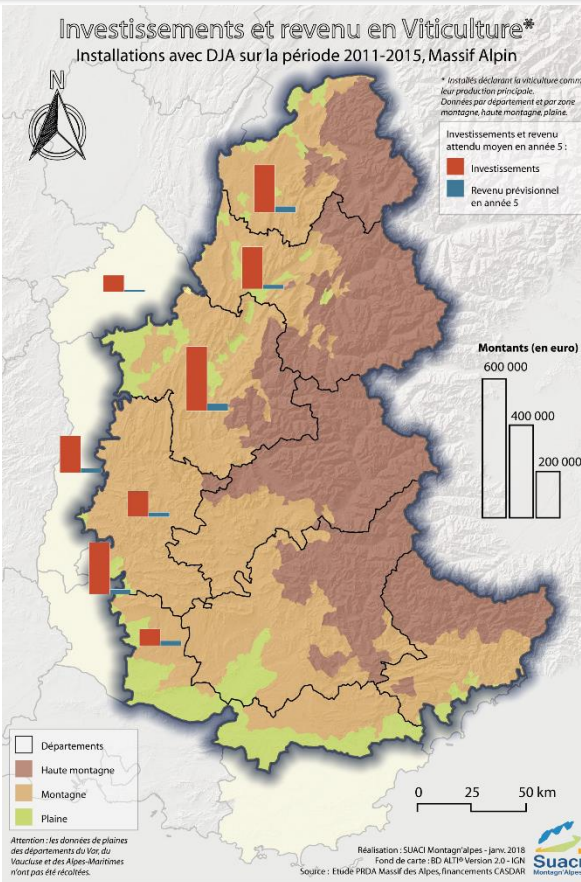 Investissements et revenu en Viticulture*
Installations avec DJA sur la période 2011-2015, Massif Alpin
N
* Installés déclarant la viticulture comm
leur production principale.
Données par département et par zone
montagne, haute montagne, plaine.
Investissements et revenu
attendu moyen en année 5 :
Investissements
Revenu prévisionnel
en année 5
Montants (en euro)
600 000
400 000
200 000
Départements
Haute montagne
Montagne
Plaine
Attention : les données de plaines
des départements du Var, du
Vaucluse et des Alpes-Maritimes
n'ont pas été récoltées.
0 25 50 km
Réalisation : SUACI Montagn'alpes - janv. 2018
Fond de carte : BD ALTI® Version 2.0 - IGN
Source : Etude PRDA Massif des Alpes, financements CASDAR
Suaci
Montagn'Alpes